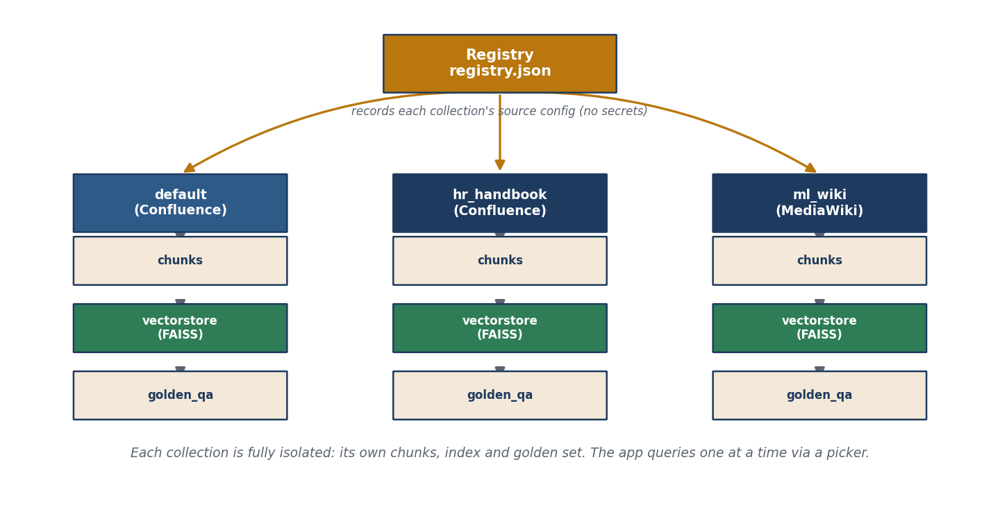 Registry
registry.json
records each collection's source config (no secrets)
default
(Confluence)
hr_handbook
(Confluence)
ml_wiki
(MediaWiki)
chunks
chunks
chunks
vectorstore
(FAISS)
vectorstore
(FAISS)
vectorstore
(FAISS)
golden_qa
golden_qa
golden_qa
Each collection is fully isolated: its own chunks, index and golden set. The app queries one at a time via a picker.